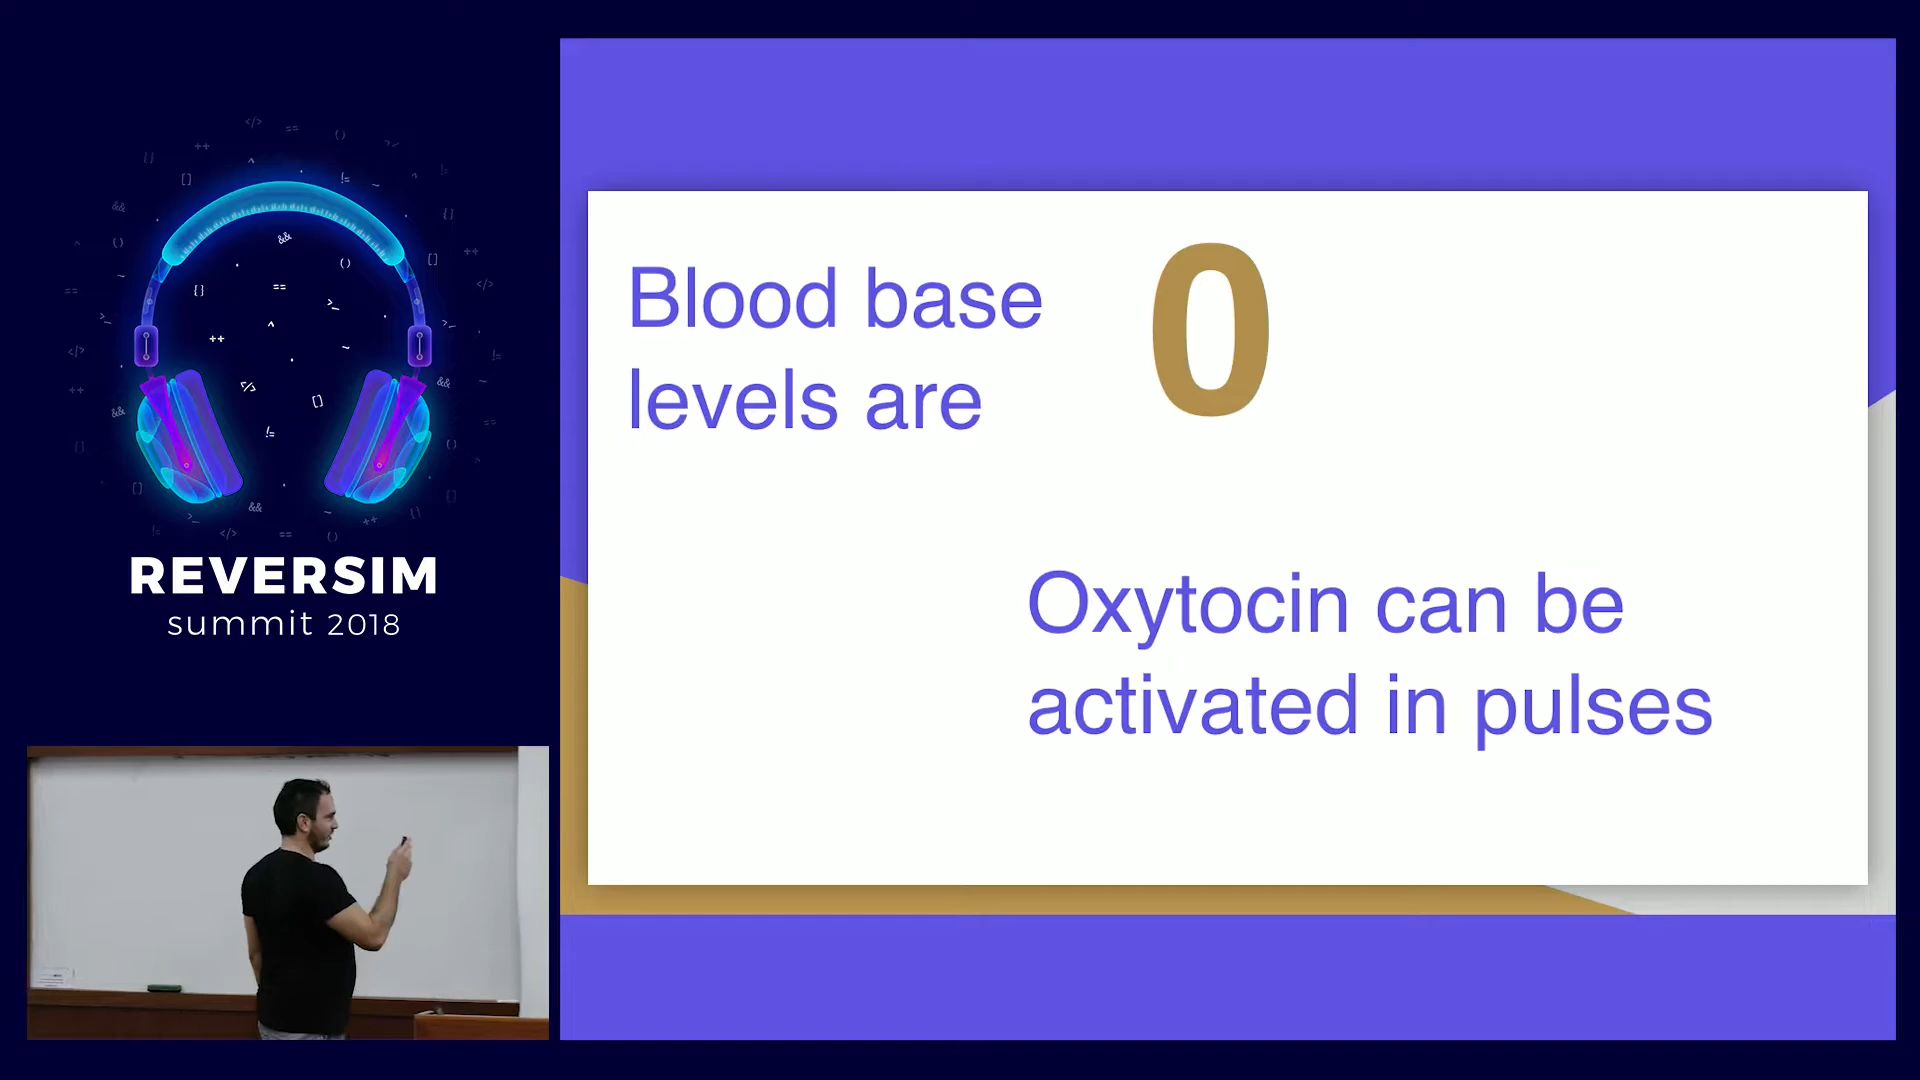 REVERSIM
summit 2018
Blood base
levels are
0
Oxytocin can be
activated in pulses